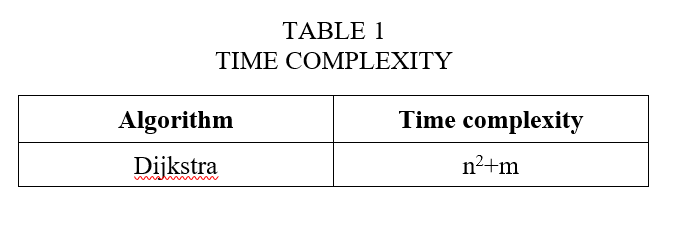 TABLE 1
TIME COMPLEXITY
Algorithm Time complexity
Dijkstra n²+m